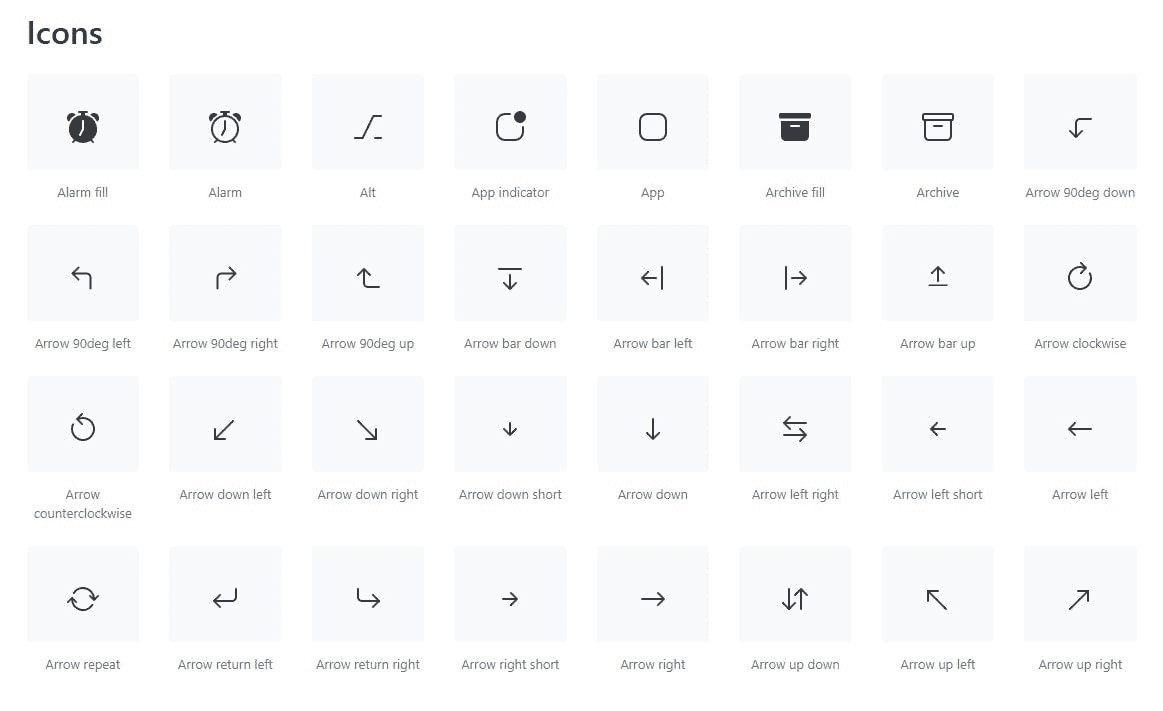 Icons
Alarm fill
Alarm
Alt
App indicator
App
Archive fill
Archive
Arrow 90deg down
Arrow 90deg left
Arrow 90deg right
Arrow 90deg up
Arrow bar down
Arrow bar left
Arrow bar right
Arrow bar up
Arrow clockwise
Arrow
counterclockwise
Arrow down left
Arrow down right
Arrow down short
Arrow down
Arrow left right
Arrow left short
Arrow left
Arrow repeat
Arrow return left
Arrow return right
Arrow right short
Arrow right
Arrow up down
Arrow up left
Arrow up right